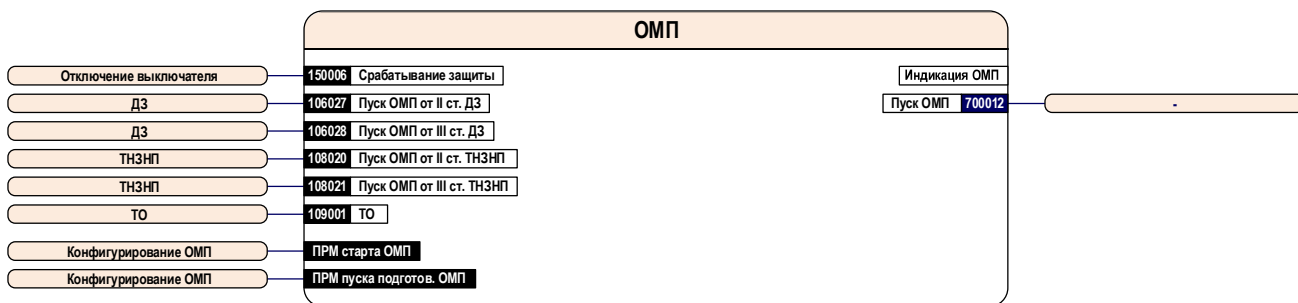 ОМП
Отключение выключателя 150006 Срабатывание защиты Индикация ОМП
ДЗ 106027 Пуск ОМП от II ст. ДЗ Пуск ОМП 700012 -
ДЗ 106028 Пуск ОМП от III ст. ДЗ
ТНЗНП 108020 Пуск ОМП от II ст. ТНЗНП
ТНЗНП 108021 Пуск ОМП от III ст. ТНЗНП
ТО 109001 ТО
Конфигурирование ОМП ПРМ старта ОМП
Конфигурирование ОМП ПРМ пуска подготов. ОМП